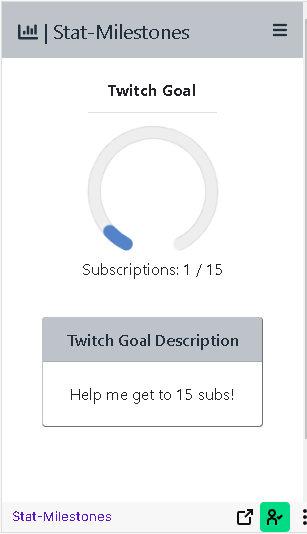 | Stat-Milestones
Twitch Goal
Subscriptions: 1 / 15
Twitch Goal Description
Help me get to 15 subs!
Stat-Milestones